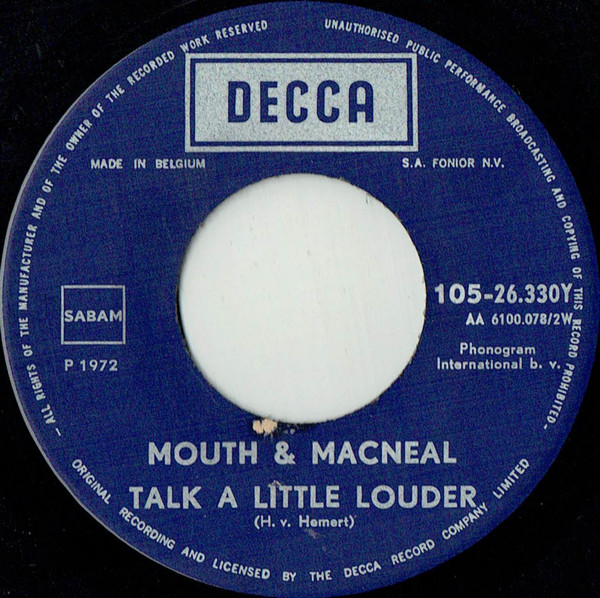 DECCA
MADE IN BELGIUM
S.A. FONIOR N.V.
SABAM
P 1972
105-26.330Y
AA 6100.078/2W
Phonogram
International b. v.
MOUTH & MACNEAL
TALK A LITTLE LOUDER
(H. v. Hemert)
— ALL RIGHTS OF THE MANUFACTURER AND OF THE OWNER OF THE RECORDED WORK RESERVED
UNAUTHORISED PUBLIC PERFORMANCE BROADCASTING AND COPYING OF THIS RECORD PROHIBITED —
ORIGINAL RECORDING AND LICENSED BY THE DECCA RECORD COMPANY LIMITED